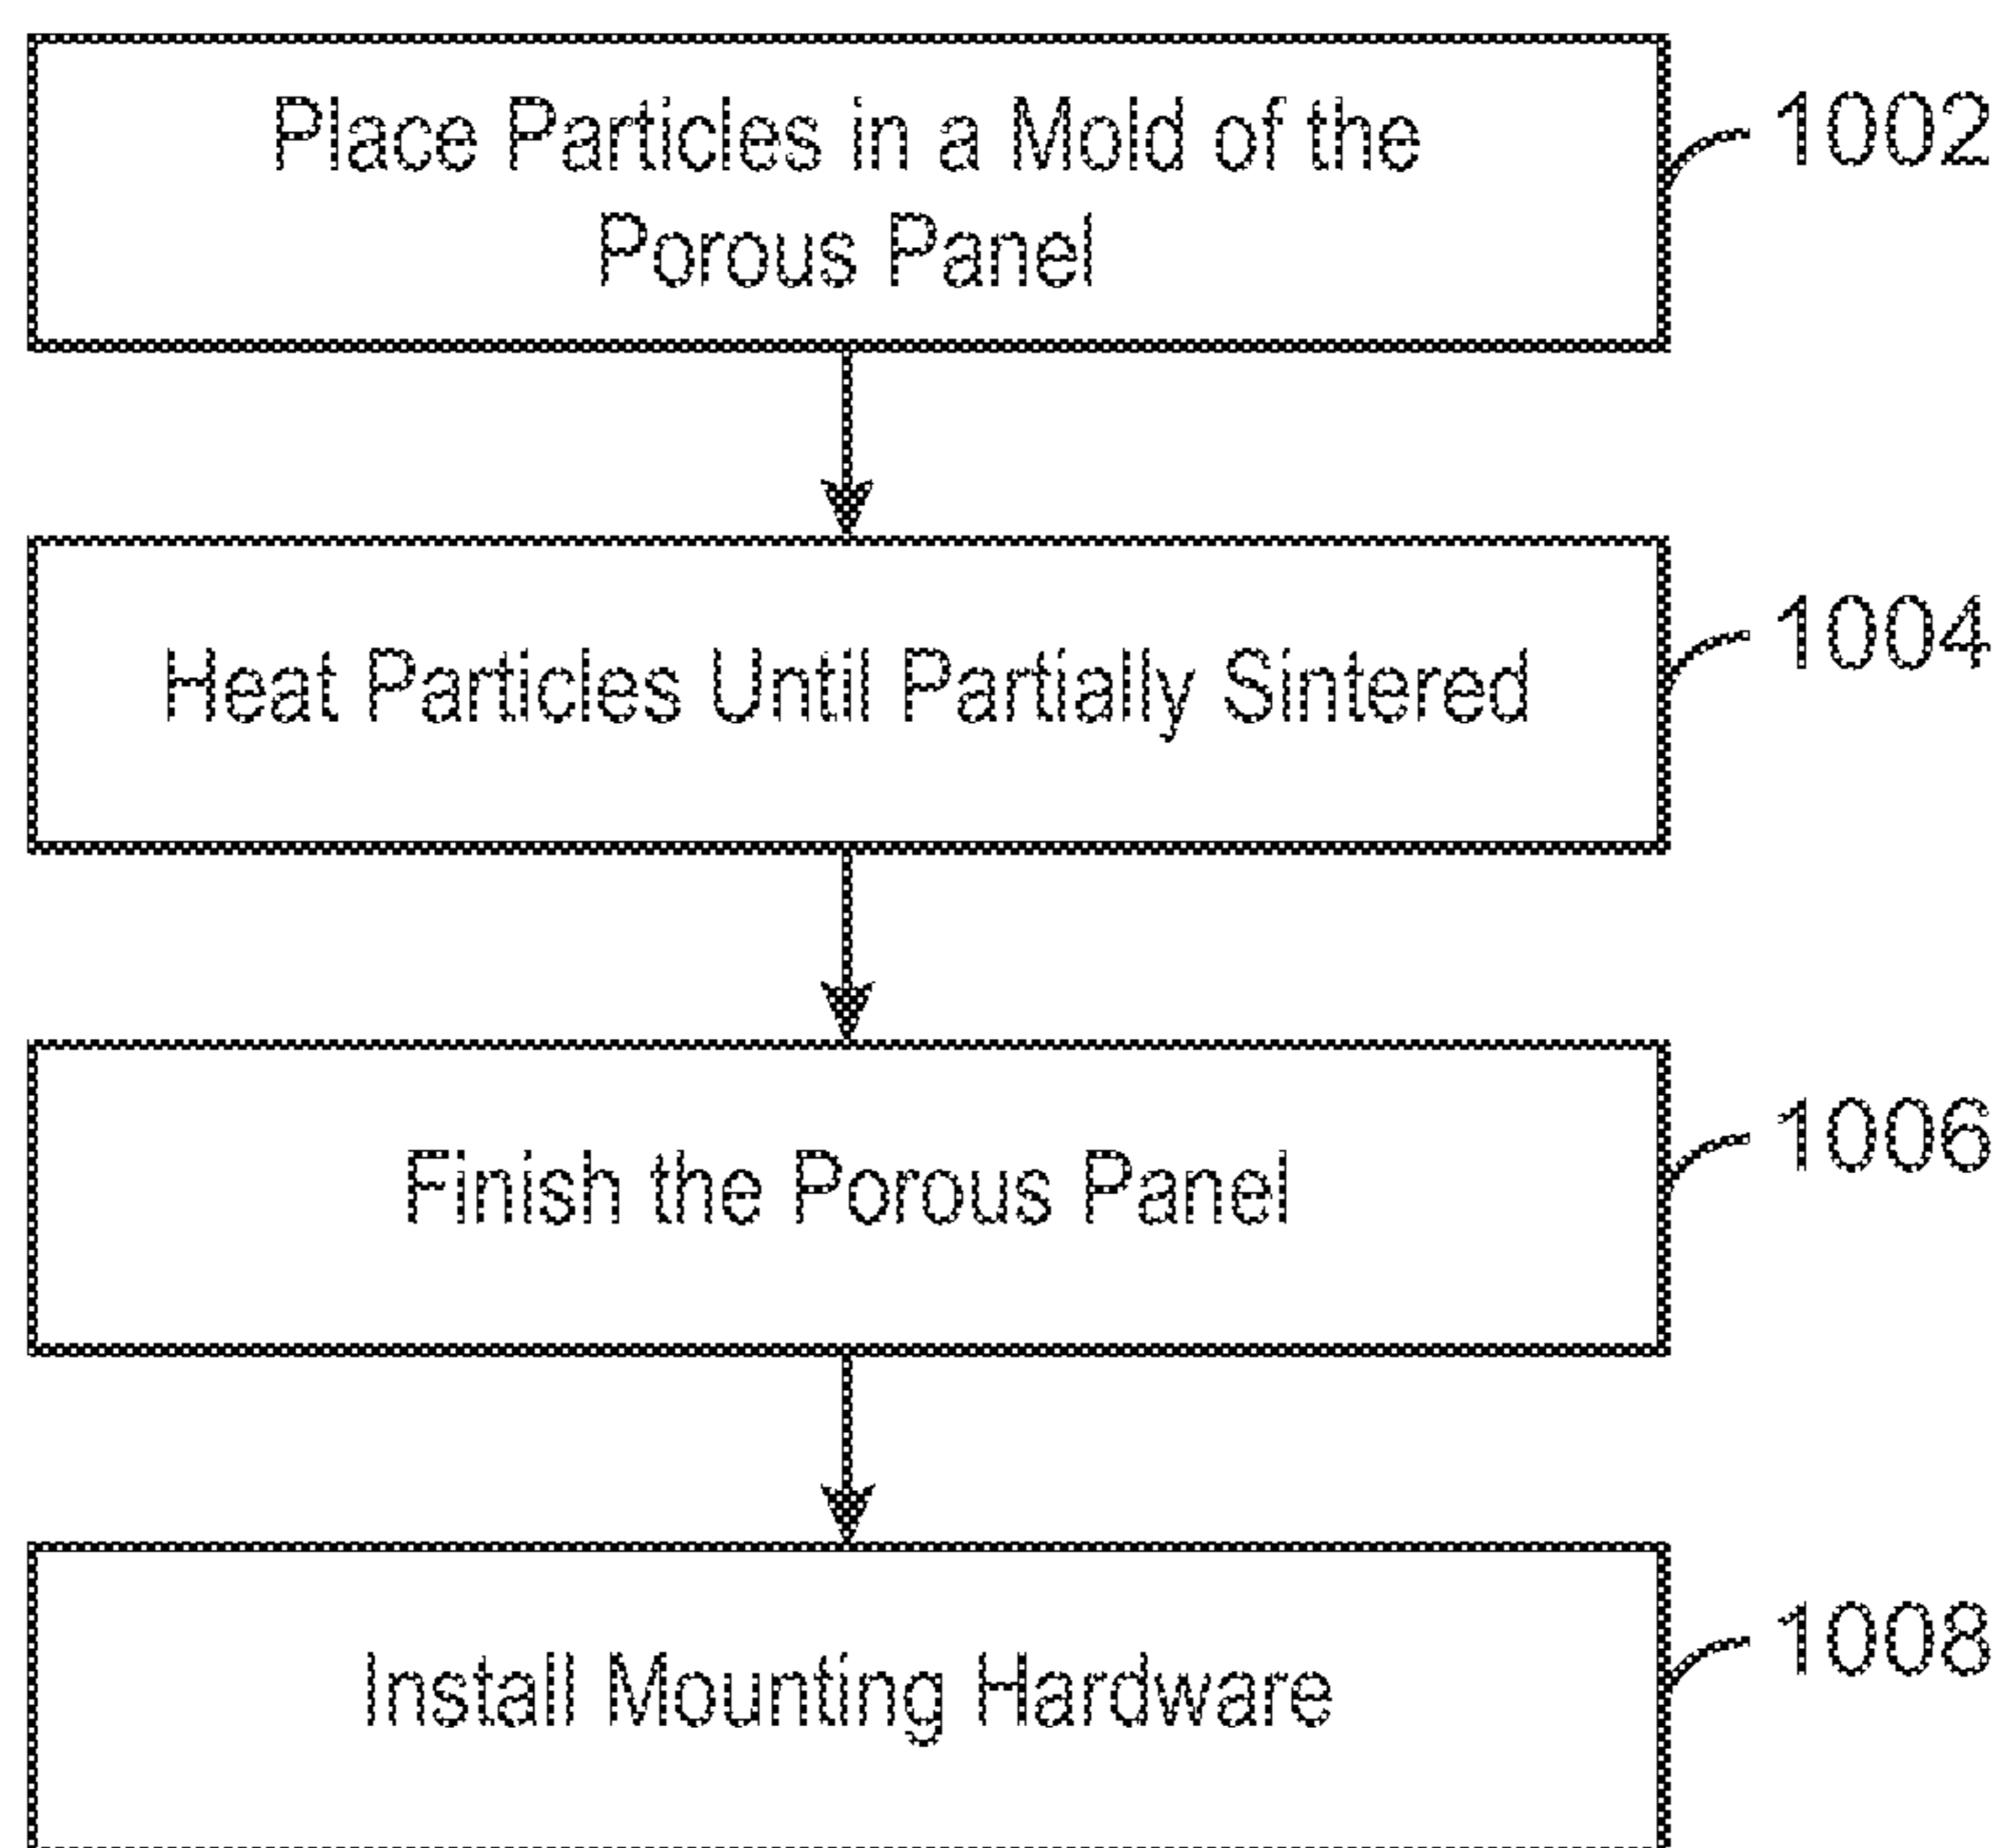 Place Particles in a Mold of the
Porous Panel
1002
Heat Particles Until Partially Sintered
1004
Finish the Porous Panel
1006
Install Mounting Hardware
1008